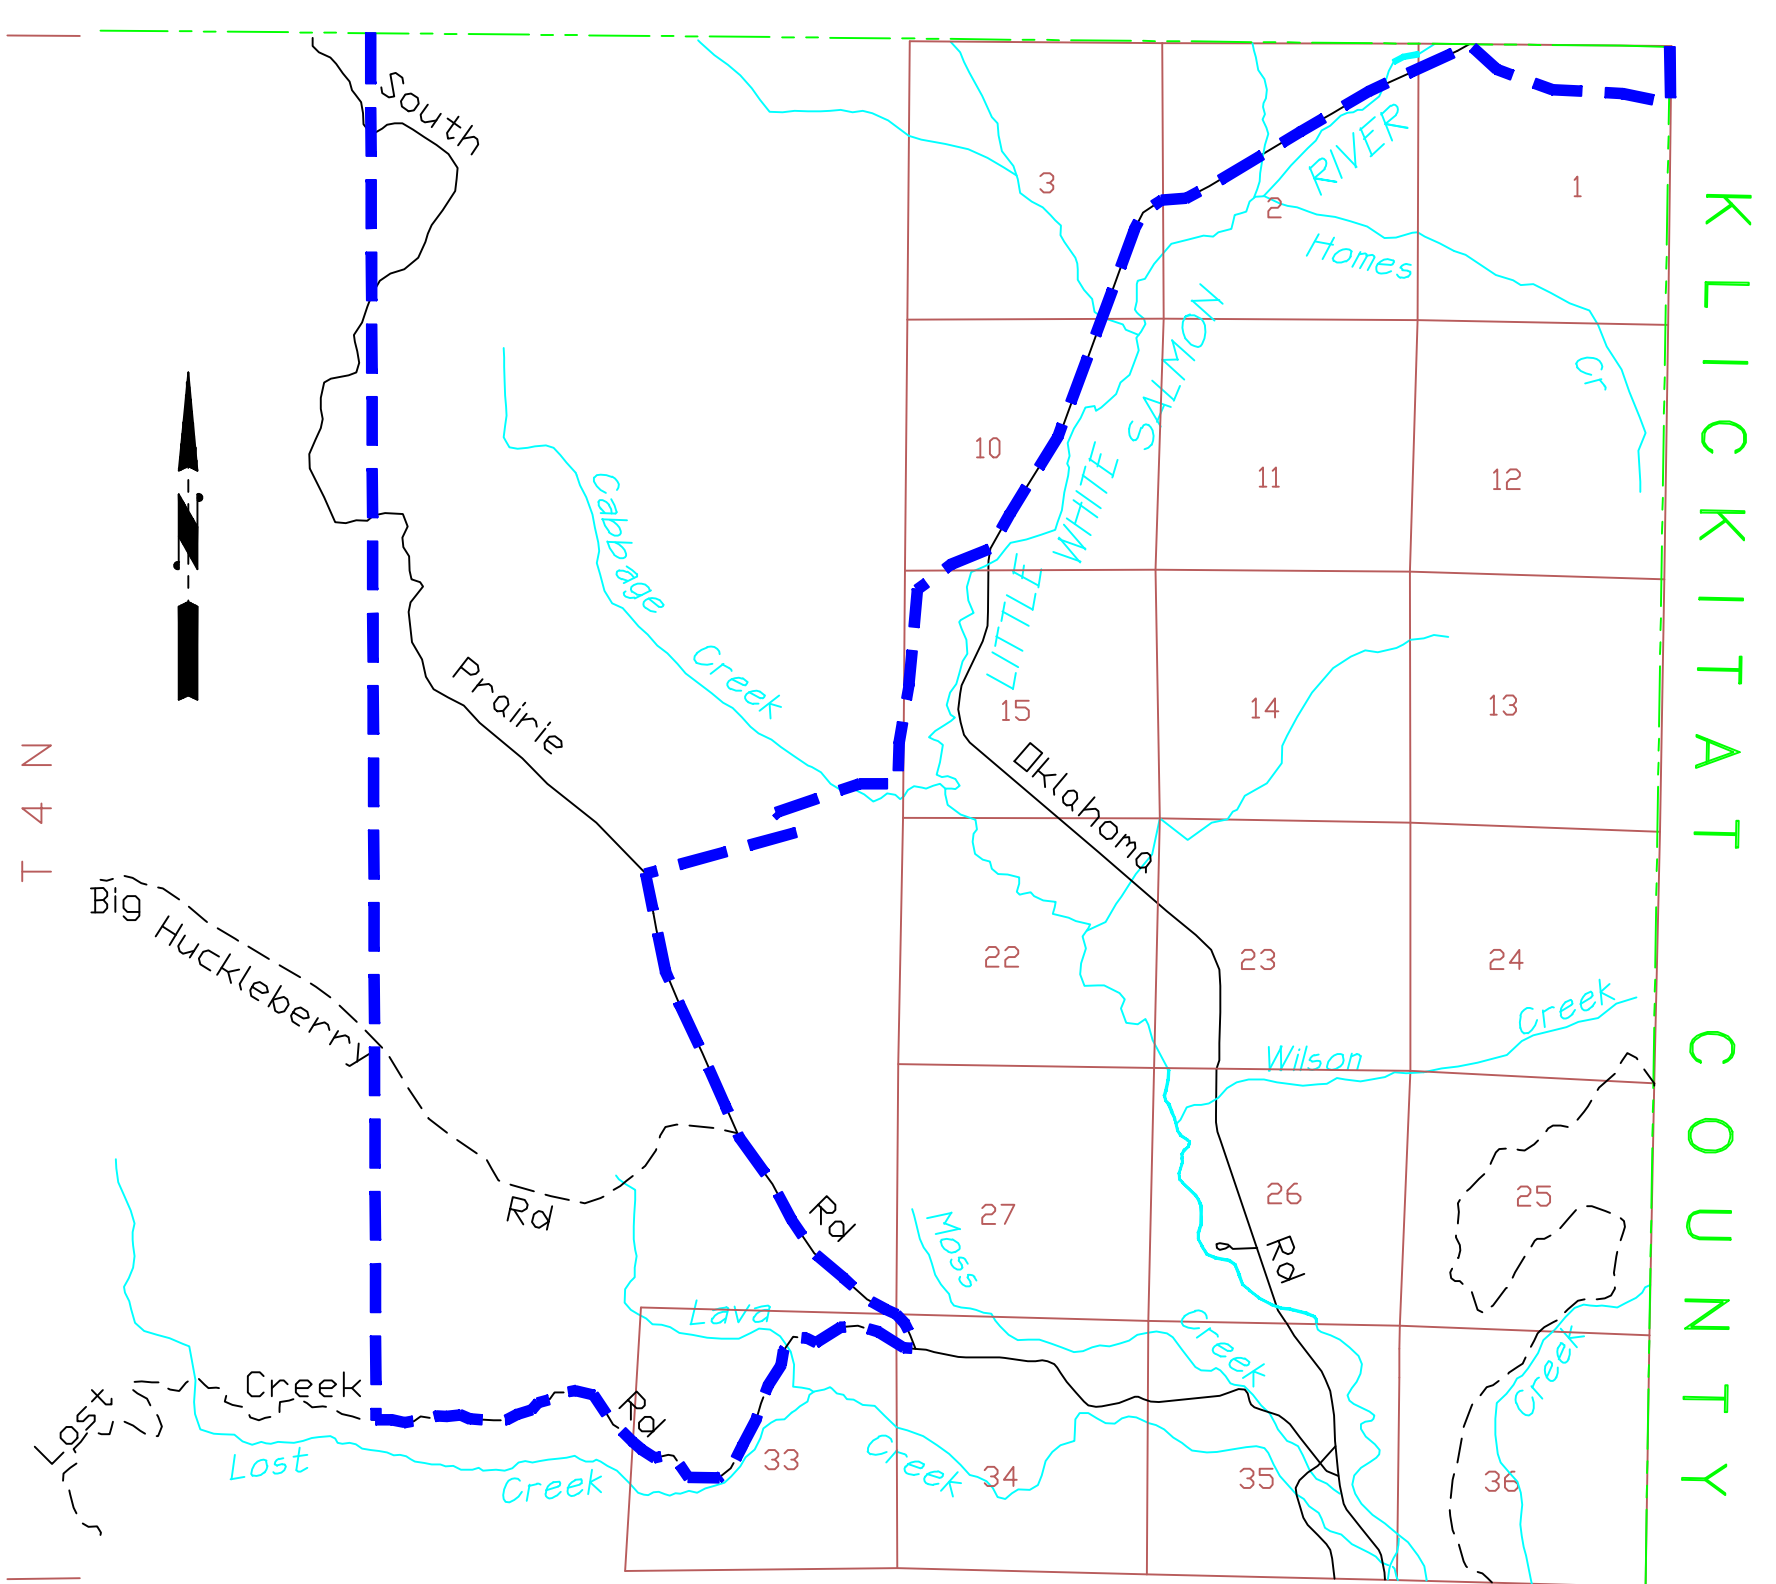 South
RIVER
3
2
1
Homes
Cr
KLICKITAT COUNTY
LITTLE WHITE SALMON
10
11
12
N
Cabbage Creek
Prairie
T 4 N
15
14
13
Oklahoma
Big Huckleberry
22
23
24
Wilson Creek
Rd
Rd
27
26
25
Moss
Rd
Lava
Creek
Creek
Creek
Lost
Rd
Lost
Creek
33
Creek
34
35
36